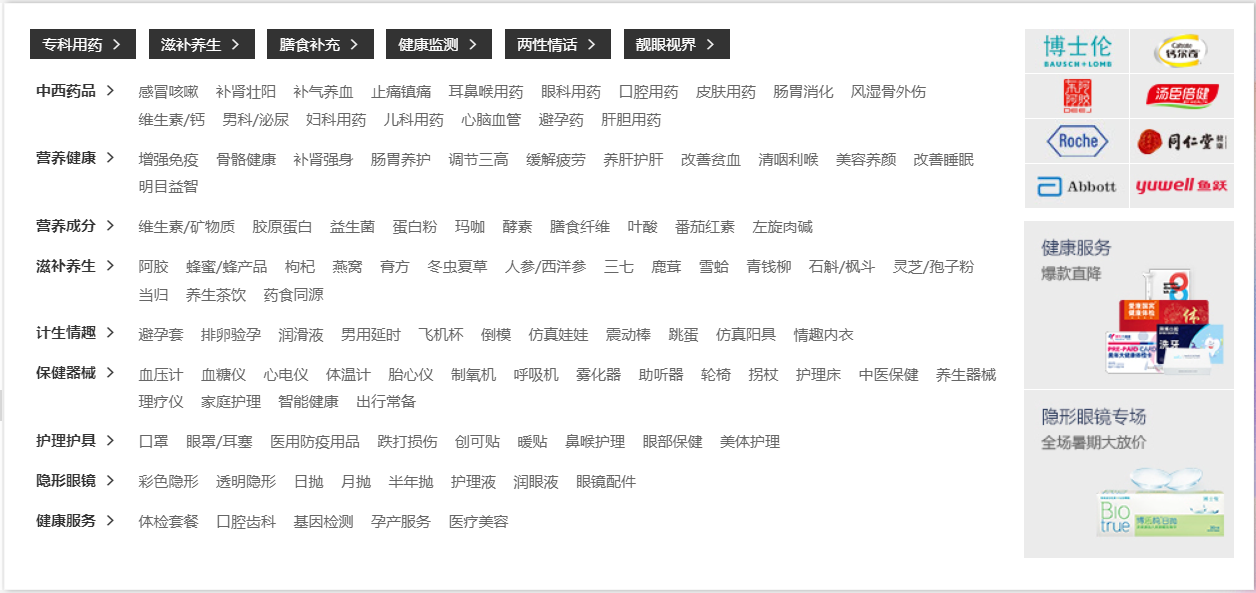 专科用药 > 滋补养生 > 膳食补充 > 健康监测 > 两性情话 > 靓眼视界 >
中西药品 > 感冒咳嗽 补肾壮阳 补气养血 止痛镇痛 耳鼻喉用药 眼科用药 口腔用药 皮肤用药 肠胃消化 风湿骨外伤
维生素/钙 男科/泌尿 妇科用药 儿科用药 心脑血管 避孕药 肝胆用药
营养健康 > 增强免疫 骨骼健康 补肾强身 肠胃养护 调节三高 缓解疲劳 养肝护肝 改善贫血 清咽利喉 美容养颜 改善睡眠
明目益智
营养成分 > 维生素/矿物质 胶原蛋白 益生菌 蛋白粉 玛咖 酵素 膳食纤维 叶酸 番茄红素 左旋肉碱
滋补养生 > 阿胶 蜂蜜/蜂产品 枸杞 燕窝 膏方 冬虫夏草 人参/西洋参 三七 鹿茸 雪蛤 青钱柳 石斛/枫斗 灵芝/孢子粉
当归 养生茶饮 药食同源
计生情趣 > 避孕套 排卵验孕 润滑液 男用延时 飞机杯 倒模 仿真娃娃 震动棒 跳蛋 仿真阳具 情趣内衣
保健器械 > 血压计 血糖仪 心电仪 体温计 胎心仪 制氧机 呼吸机 雾化器 助听器 轮椅 拐杖 护理床 中医保健 养生器械
理疗仪 家庭护理 智能健康 出行常备
护理护具 > 口罩 眼罩/耳塞 医用防疫用品 跌打损伤 创可贴 暖贴 鼻喉护理 眼部保健 美体护理
隐形眼镜 > 彩色隐形 透明隐形 日抛 月抛 半年抛 护理液 润眼液 眼镜配件
健康服务 > 体检套餐 口腔齿科 基因检测 孕产服务 医疗美容
博士伦
BAUSCH+LOMB
Caltrate
钙尔奇
东阿阿胶
DEEJ
汤臣倍健
Roche
同仁堂 健康
Abbott
yuwell 鱼跃
健康服务
爆款直降
体
洗牙
PRE-PAID CARD
隐形眼镜专场
全场暑期大放价
Bio
true
博士伦